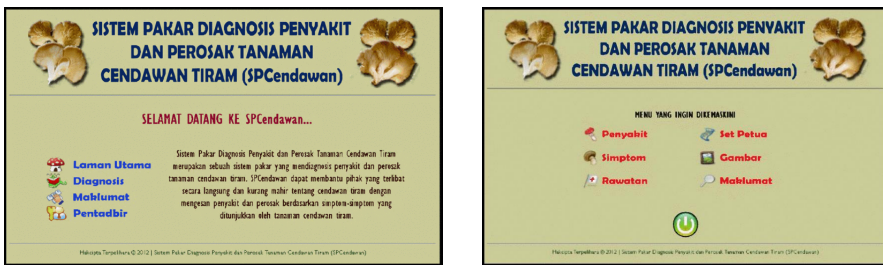 SISTEM PAKAR DIAGNOSIS PENYAKIT
DAN PEROSAK TANAMAN
CENDAWAN TIRAM (SPCendawan)
SELAMAT DATANG KE SPCendawan...
Laman Utama
Diagnosis
Maklumat
Pentadbir
Sistem Pakar Diagnosis Penyakit dan Perosak Tanaman Cendawan Tiram
merupakan sebuah sistem pakar yang mendiagnosis penyakit dan perosak
tanaman cendawan tiram. SPCendawan dapat membantu pihak yang terlibat
secara langsung dan kurang mahir tentang cendawan tiram dengan
mengesan penyakit dan perosak berdasarkan simptom-simptom yang
ditunjukkan oleh tanaman cendawan tiram.
Hakcipta Terpelihara © 2012 | Sistem Pakar Diagnosis Penyakit dan Perosak Tanaman Cendawan Tiram (SPCendawan)
SISTEM PAKAR DIAGNOSIS PENYAKIT
DAN PEROSAK TANAMAN
CENDAWAN TIRAM (SPCendawan)
MENU YANG INGIN DIKEMASKINI
Penyakit
Set Petua
Simptom
Gambar
Rawatan
Maklumat
Hakcipta Terpelihara © 2012 | Sistem Pakar Diagnosis Penyakit dan Perosak Tanaman Cendawan Tiram (SPCendawan)